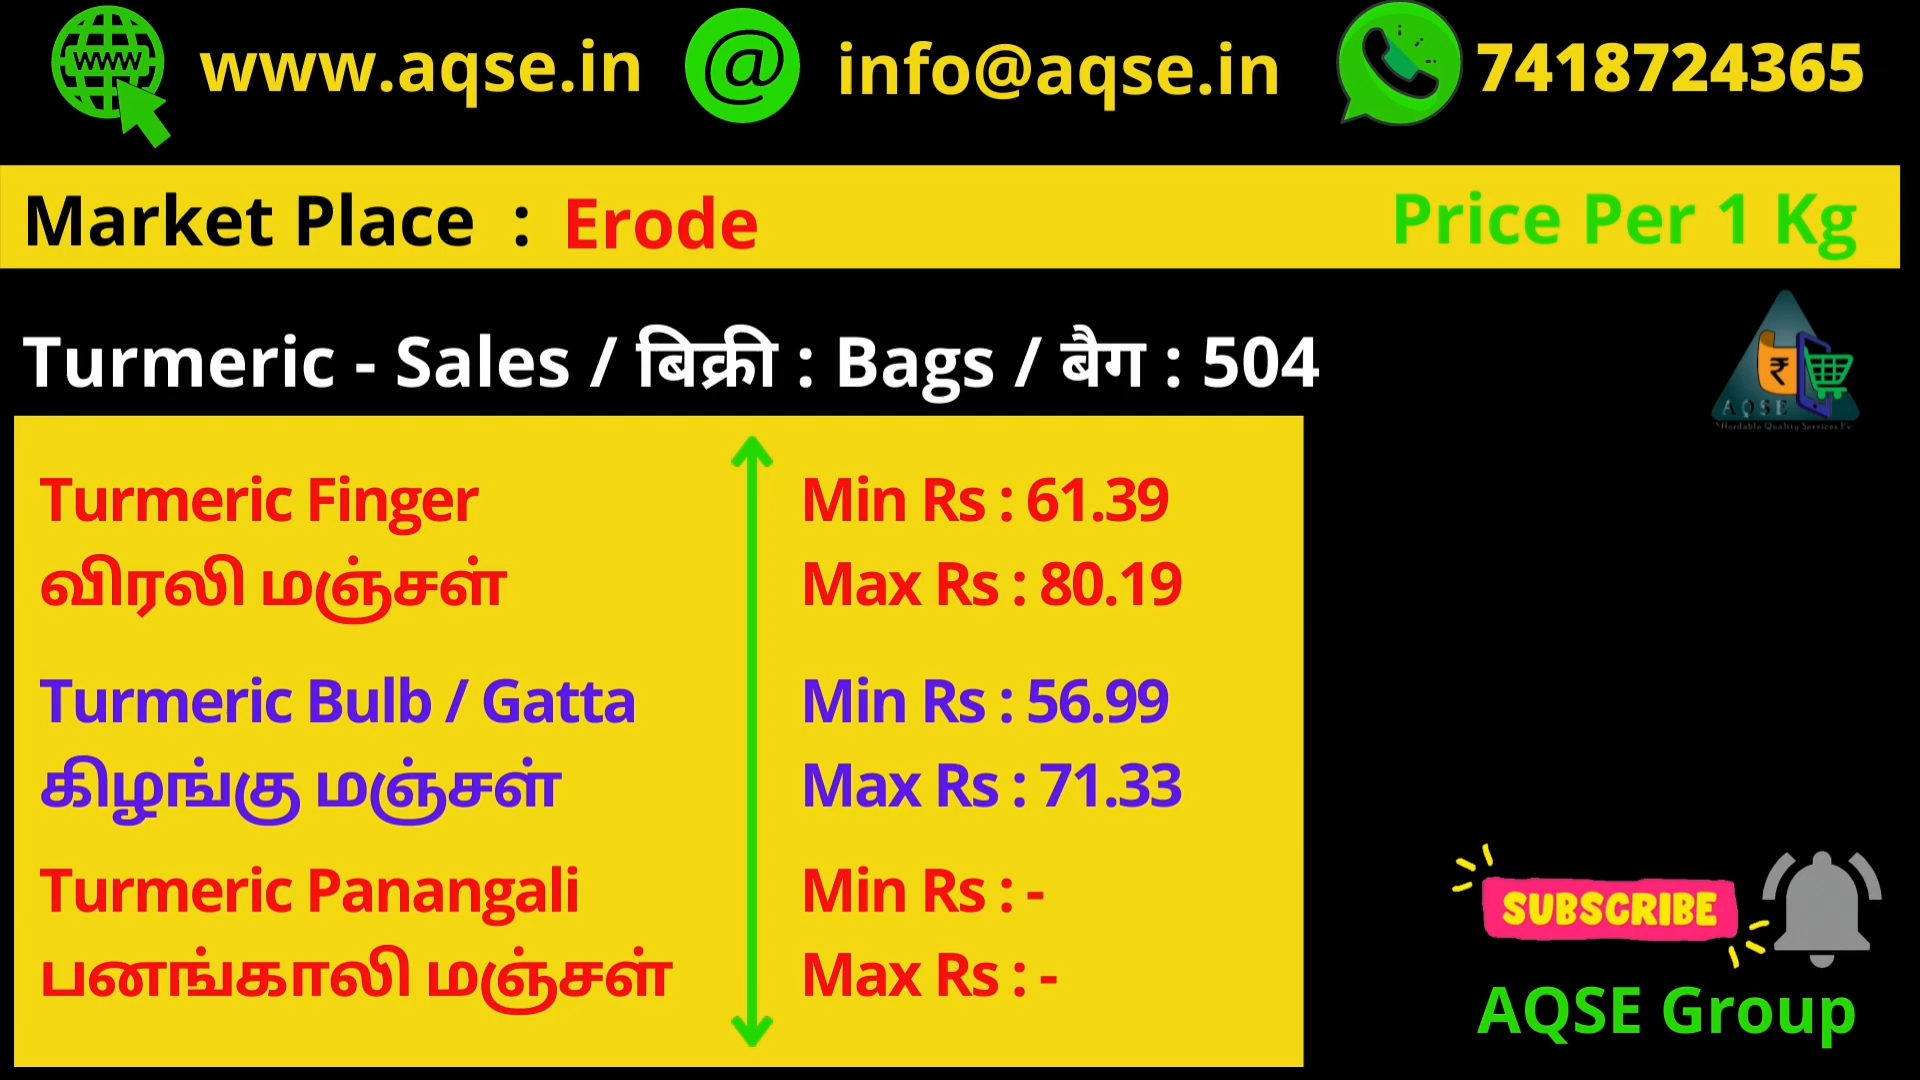 www
www.aqse.in
@
info@aqse.in
7418724365
Market Place : Erode
Price Per 1 Kg
Turmeric - Sales / बिक्री : Bags / बैग : 504
₹
AQSE
Turmeric Finger
Min Rs : 61.39
விரலி மஞ்சள்
Max Rs : 80.19
Turmeric Bulb / Gatta
Min Rs : 56.99
கிழங்கு மஞ்சள்
Max Rs : 71.33
Turmeric Panangali
Min Rs : -
பனங்காலி மஞ்சள்
Max Rs : -
SUBSCRIBE
AQSE Group